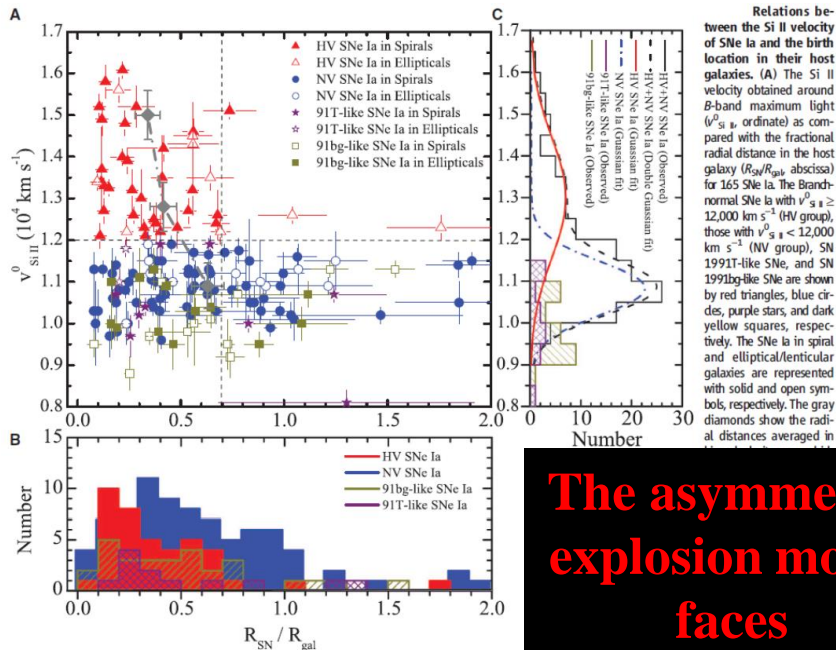 A
HV SNe Ia in Spirals
HV SNe Ia in Ellipticals
NV SNe Ia in Spirals
NV SNe Ia in Ellipticals
91T-like SNe Ia in Spirals
91T-like SNe Ia in Ellipticals
91bg-like SNe Ia in Spirals
91bg-like SNe Ia in Ellipticals
v⁰Si II (10⁴ km s⁻¹)
1.7
1.6
1.5
1.4
1.3
1.2
1.1
1.0
0.9
0.8
0.0
0.5
1.0
1.5
2.0
B
HV SNe Ia
NV SNe Ia
91bg-like SNe Ia
91T-like SNe Ia
Number
15
10
5
0
0.0
0.5
1.0
1.5
2.0
R_SN / R_gal
C
HV+NV SNe Ia (Observed)
HV+NV SNe Ia (Double Guassian fit)
HV SNe Ia (Guassian fit)
NV SNe Ia (Guassian fit)
91T-like SNe Ia (Observed)
91bg-like SNe Ia (Observed)
1.7
1.6
1.5
1.4
1.3
1.2
1.1
1.0
0.9
0.8
0
10
20
30
Number
Relations be-
tween the Si II velocity
of SNe Ia and the birth
location in their host
galaxies. (A) The Si II
velocity obtained around
B-band maximum light
(v⁰Si II, ordinate) as com-
pared with the fractional
radial distance in the host
galaxy (R_SN/R_gal, abscissa)
for 165 SNe Ia. The Branch-
normal SNe Ia with v⁰Si II ≥
12,000 km s⁻¹ (HV group),
those with v⁰Si II < 12,000
km s⁻¹ (NV group), SN
1991T-like SNe, and SN
1991bg-like SNe are shown
by red triangles, blue cir-
cles, purple stars, and dark
yellow squares, respec-
tively. The SNe Ia in spiral
and elliptical/lenticular
galaxies are represented
with solid and open sym-
bols, respectively. The gray
diamonds show the radi-
al distances averaged in
The asymme
explosion mo
faces